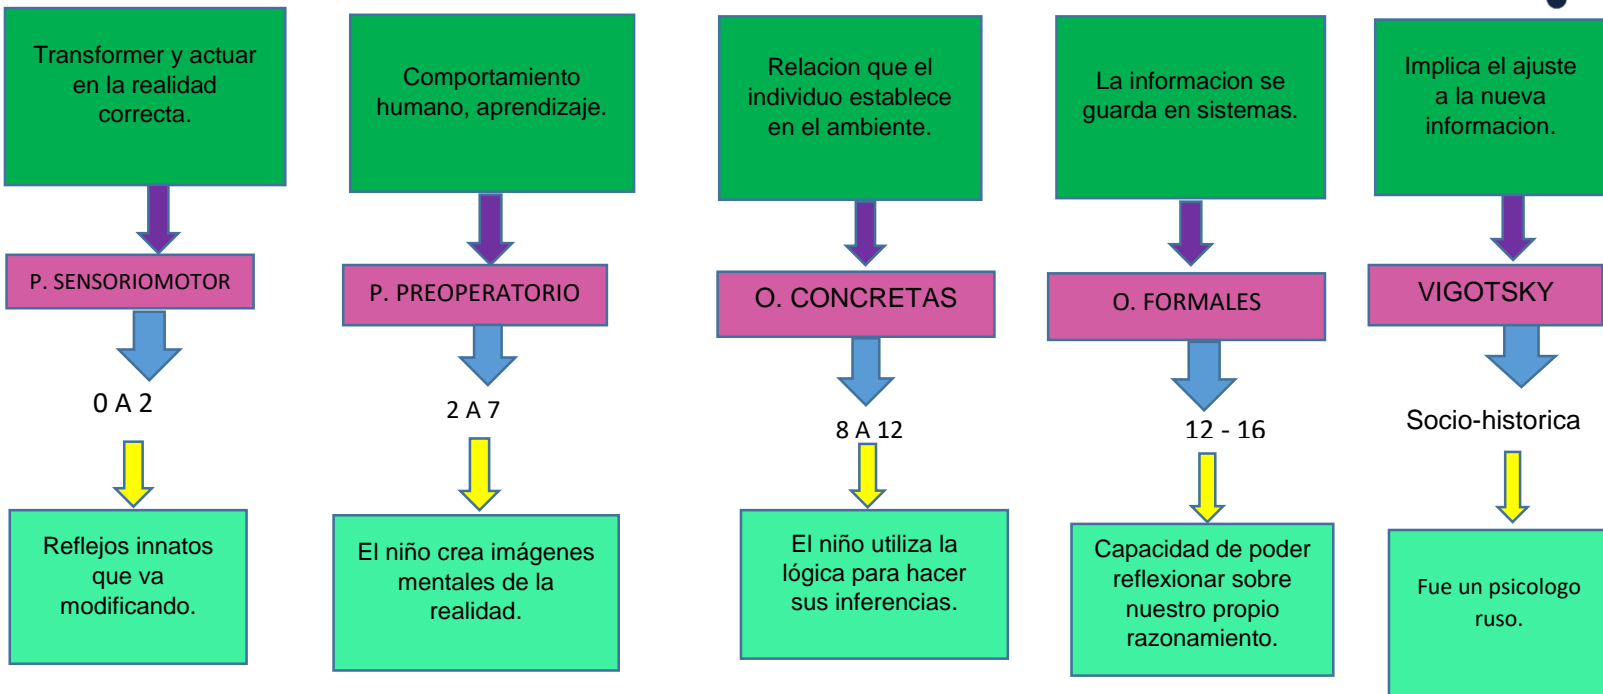 Transformer y actuar
en la realidad
correcta.
Comportamiento
humano, aprendizaje.
Relacion que el
individuo establece
en el ambiente.
La informacion se
guarda en sistemas.
Implica el ajuste
a la nueva
informacion.
P. SENSORIOMOTOR
P. PREOPERATORIO
O. CONCRETAS
O. FORMALES
VIGOTSKY
0 A 2
2 A 7
8 A 12
12 - 16
Socio-historica
Reflejos innatos
que va
modificando.
El niño crea imágenes
mentales de la
realidad.
El niño utiliza la
lógica para hacer
sus inferencias.
Capacidad de poder
reflexionar sobre
nuestro propio
razonamiento.
Fue un psicologo
ruso.